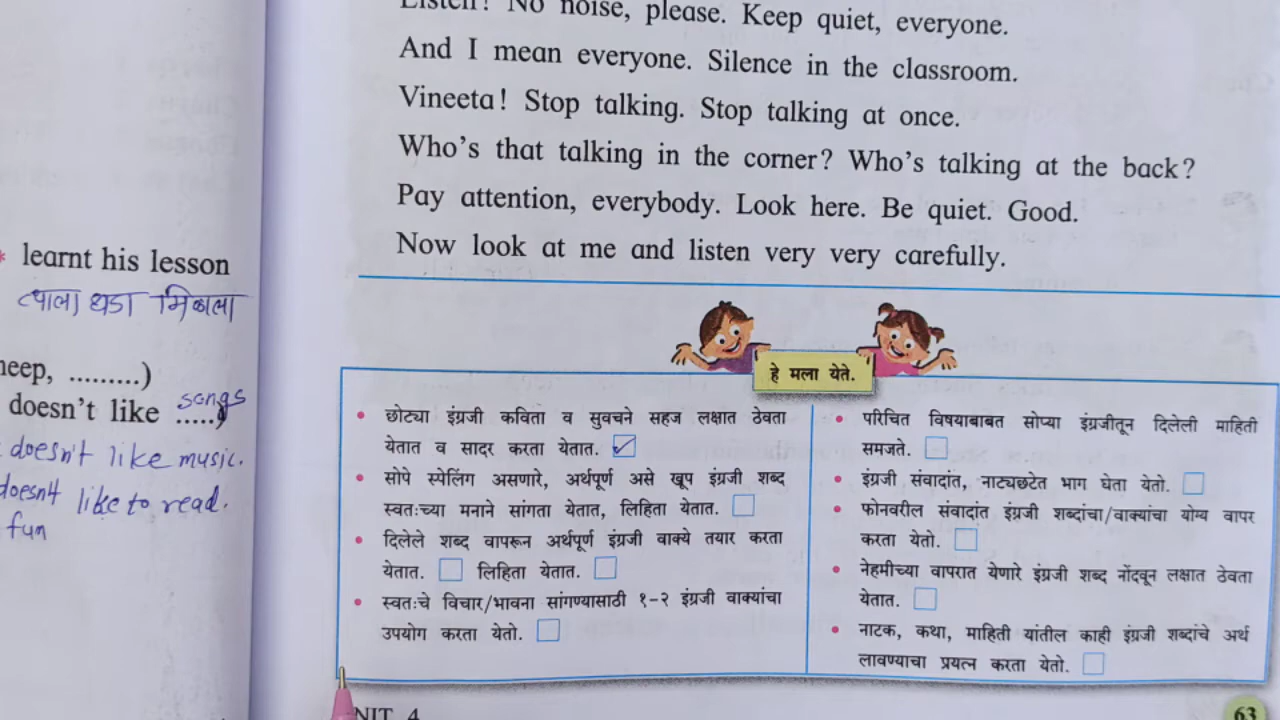 Listen! No noise, please. Keep quiet, everyone.
And I mean everyone. Silence in the classroom.
Vineeta! Stop talking. Stop talking at once.
Who's that talking in the corner? Who's talking at the back?
Pay attention, everybody. Look here. Be quiet. Good.
Now look at me and listen very very carefully.
learnt his lesson
त्याला धडा मिळाला
heep, .........)
doesn't like ......
songs
doesn't like music.
doesn't like to read.
fun
हे मला येते.
• छोट्या इंग्रजी कविता व सुवचने सहज लक्षात ठेवता
येतात व सादर करता येतात.
• सोपे स्पेलिंग असणारे, अर्थपूर्ण असे खूप इंग्रजी शब्द
स्वतःच्या मनाने सांगता येतात, लिहिता येतात.
• दिलेले शब्द वापरून अर्थपूर्ण इंग्रजी वाक्ये तयार करता
येतात. लिहिता येतात.
• स्वतःचे विचार/भावना सांगण्यासाठी १-२ इंग्रजी वाक्यांचा
उपयोग करता येतो.
• परिचित विषयाबाबत सोप्या इंग्रजीतून दिलेली माहिती
समजते.
• इंग्रजी संवादांत, नाट्यछटेत भाग घेता येतो.
• फोनवरील संवादांत इंग्रजी शब्दांचा/वाक्यांचा योग्य वापर
करता येतो.
• नेहमीच्या वापरात येणारे इंग्रजी शब्द नोंदवून लक्षात ठेवता
येतात.
• नाटक, कथा, माहिती यांतील काही इंग्रजी शब्दांचे अर्थ
लावण्याचा प्रयत्न करता येतो.
NIT 4
63